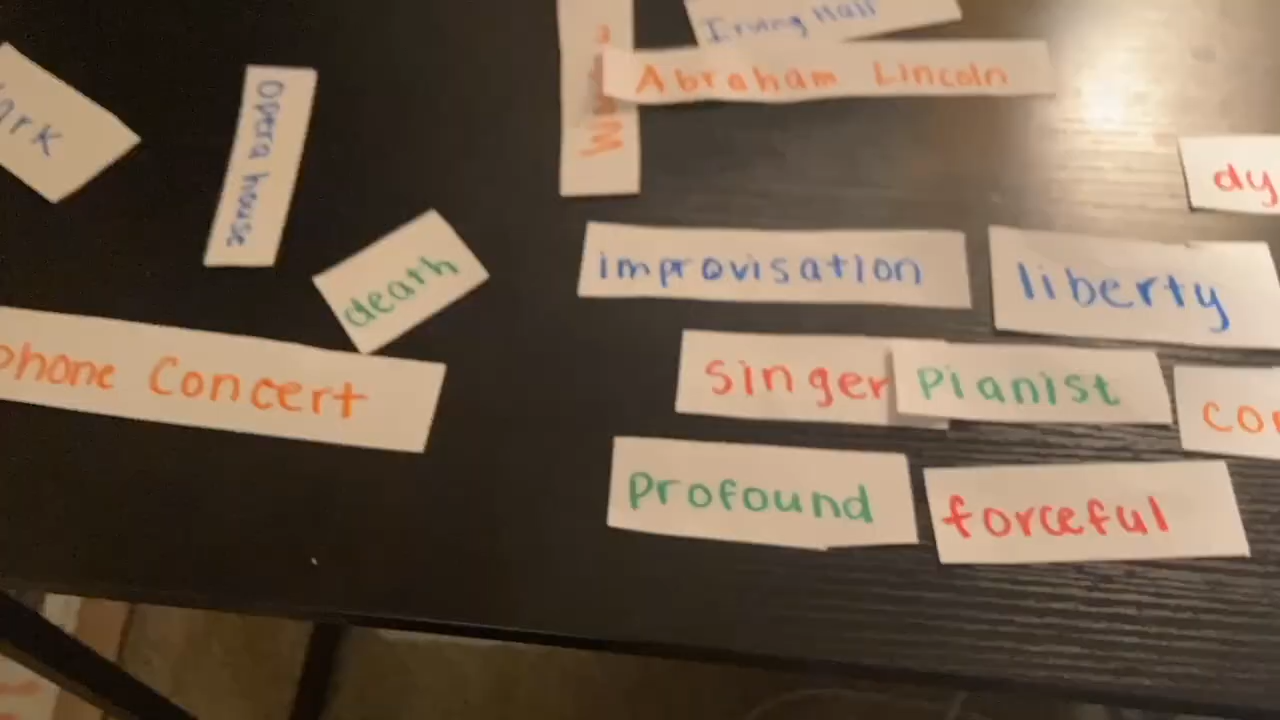 Irving Hall
Abraham Lincoln
Opera house
death
improvisation
liberty
phone Concert
singer
Pianist
Profound
forceful